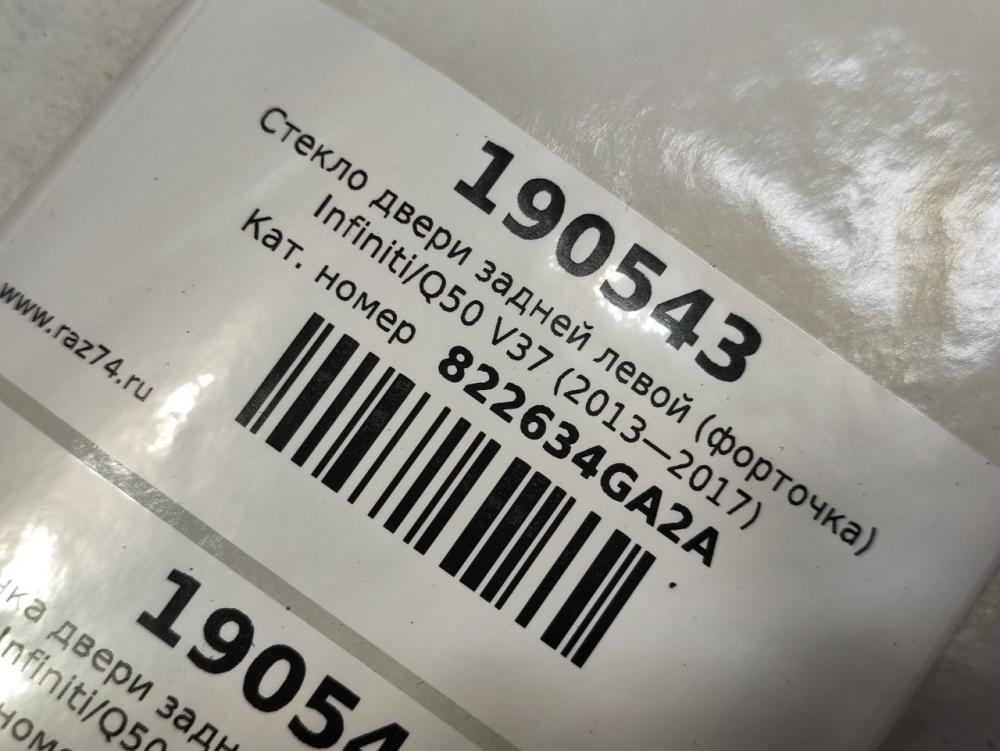 190543
Стекло двери задней левой (форточка)
Infiniti/Q50 V37 (2013—2017)
Кат. номер 822634GA2A
www.raz74.ru
19054
двери задн
Infiniti/Q50